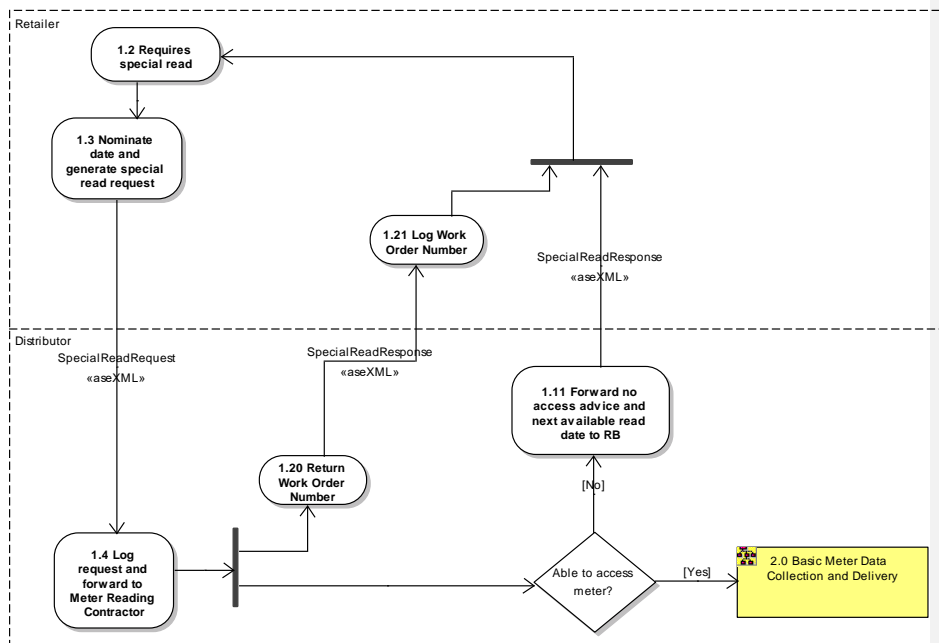 Retailer
1.2 Requires
special read
1.3 Nominate
date and
generate special
read request
1.21 Log Work
Order Number
SpecialReadResponse
«aseXML»
Distributor
SpecialReadRequest
«aseXML»
SpecialReadResponse
«aseXML»
1.11 Forward no
access advice and
next available read
date to RB
1.20 Return
Work Order
Number
[No]
1.4 Log
request and
forward to
Meter Reading
Contractor
Able to access
meter?
[Yes]
2.0 Basic Meter Data
Collection and Delivery